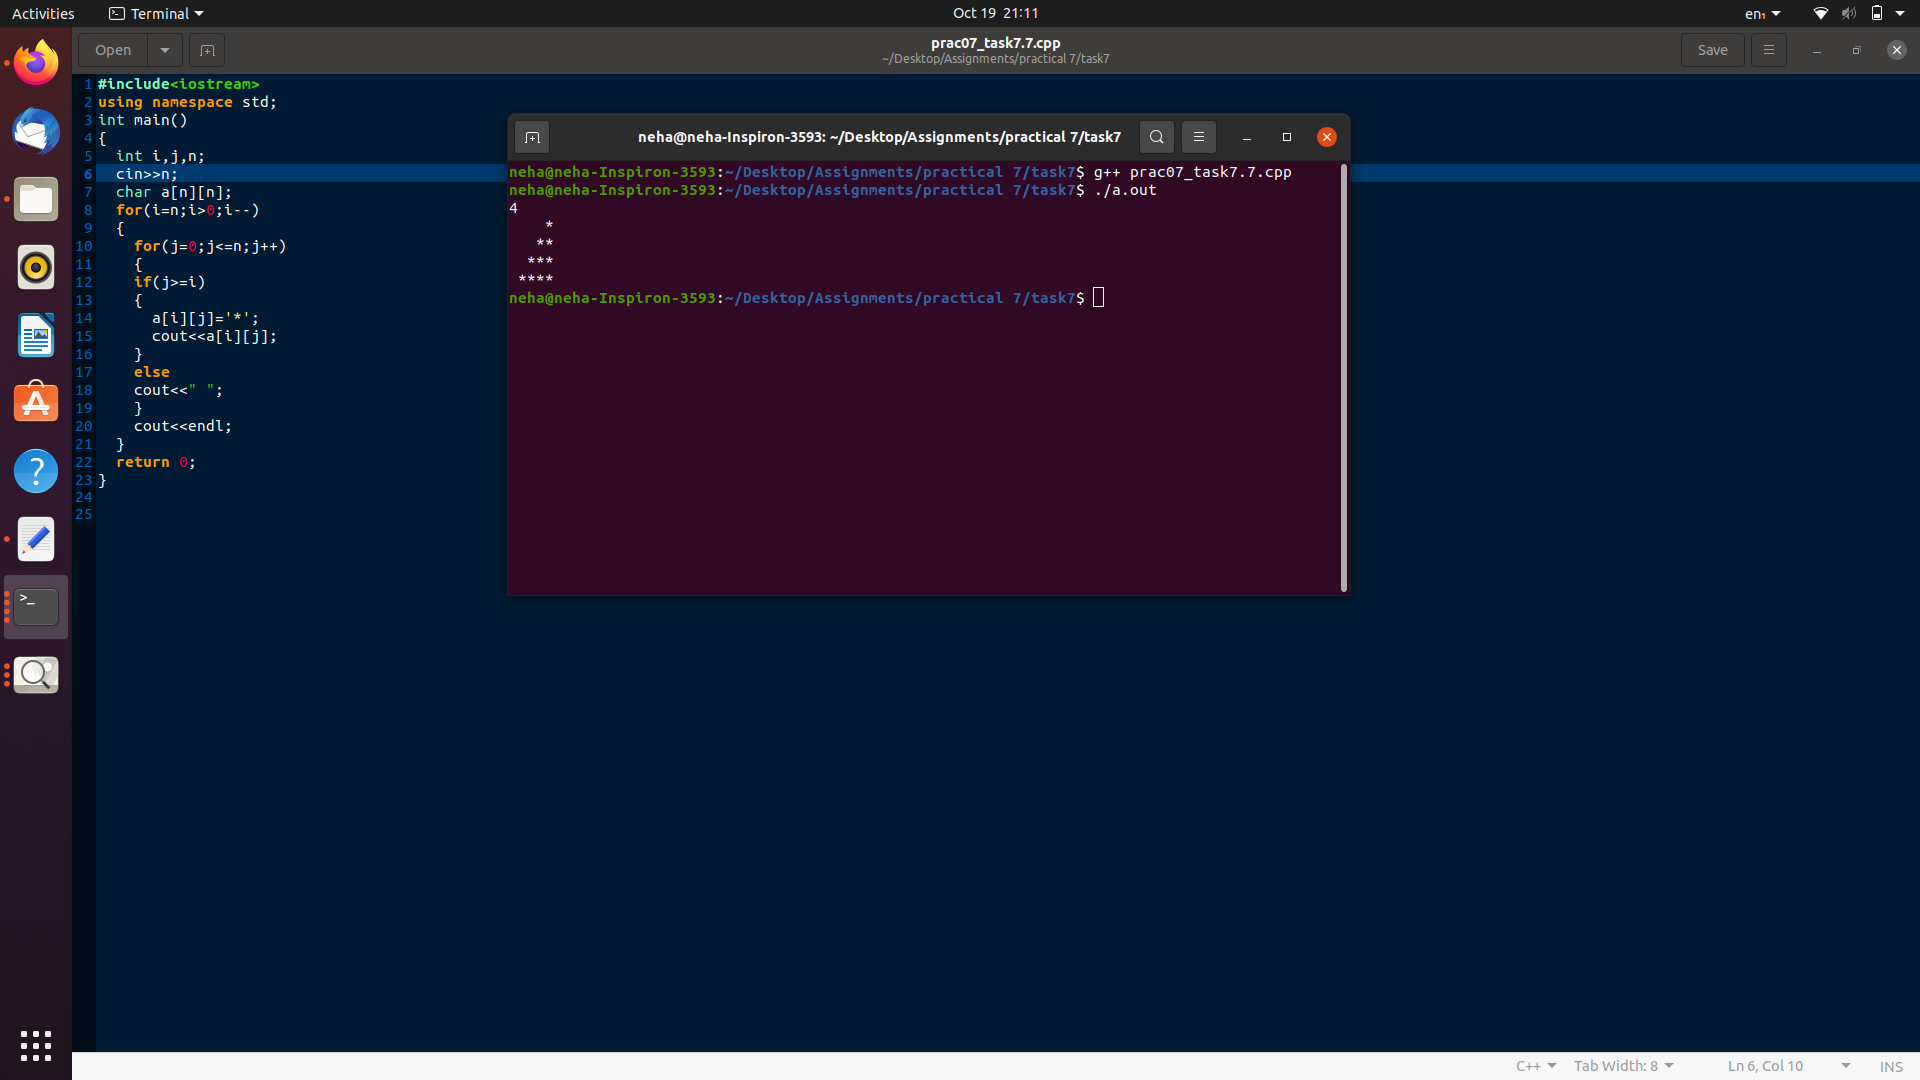 Activities
Terminal
Oct 19  21:11
en₁
Open
prac07_task7.7.cpp
~/Desktop/Assignments/practical 7/task7
Save
1 #include<iostream>
2 using namespace std;
3 int main()
4 {
5   int i,j,n;
6   cin>>n;
7   char a[n][n];
8   for(i=n;i>0;i--)
9   {
10     for(j=0;j<=n;j++)
11     {
12     if(j>=i)
13     {
14       a[i][j]='*';
15       cout<<a[i][j];
16     }
17     else
18     cout<<" ";
19     }
20     cout<<endl;
21   }
22   return 0;
23 }
24
25
neha@neha-Inspiron-3593: ~/Desktop/Assignments/practical 7/task7
neha@neha-Inspiron-3593:~/Desktop/Assignments/practical 7/task7$ g++ prac07_task7.7.cpp
neha@neha-Inspiron-3593:~/Desktop/Assignments/practical 7/task7$ ./a.out
4
    *
   **
  ***
 ****
neha@neha-Inspiron-3593:~/Desktop/Assignments/practical 7/task7$
C++
Tab Width: 8
Ln 6, Col 10
INS